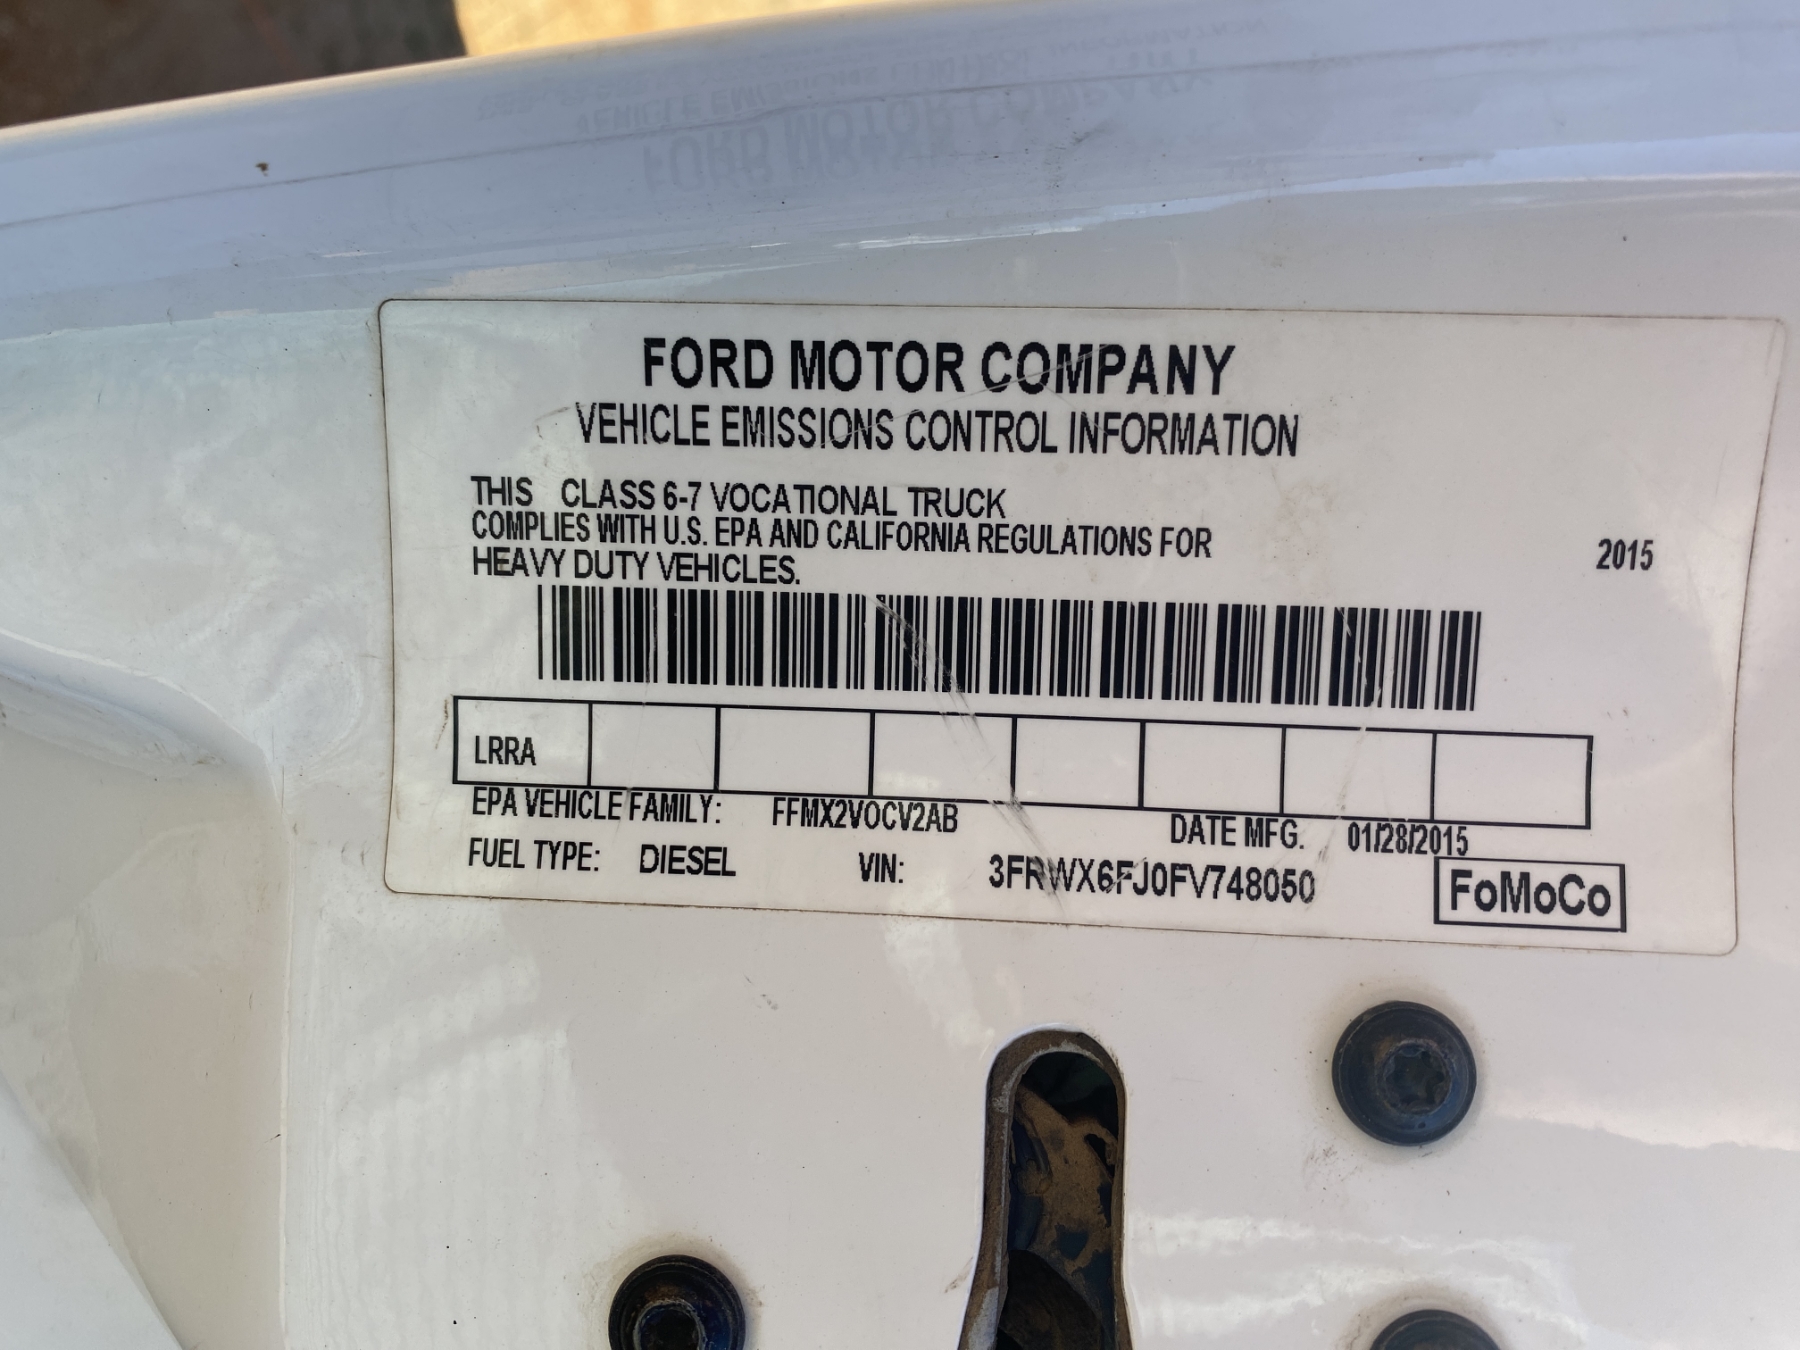 FORD MOTOR COMPANY
VEHICLE EMISSIONS CONTROL INFORMATION
THIS CLASS 6-7 VOCATIONAL TRUCK
COMPLIES WITH U.S. EPA AND CALIFORNIA REGULATIONS FOR
HEAVY DUTY VEHICLES.
2015
LRRA
EPA VEHICLE FAMILY: FFMX2VOCV2AB DATE MFG. 01/28/2015
FUEL TYPE: DIESEL VIN: 3FRWX6FJ0FV748050 FoMoCo